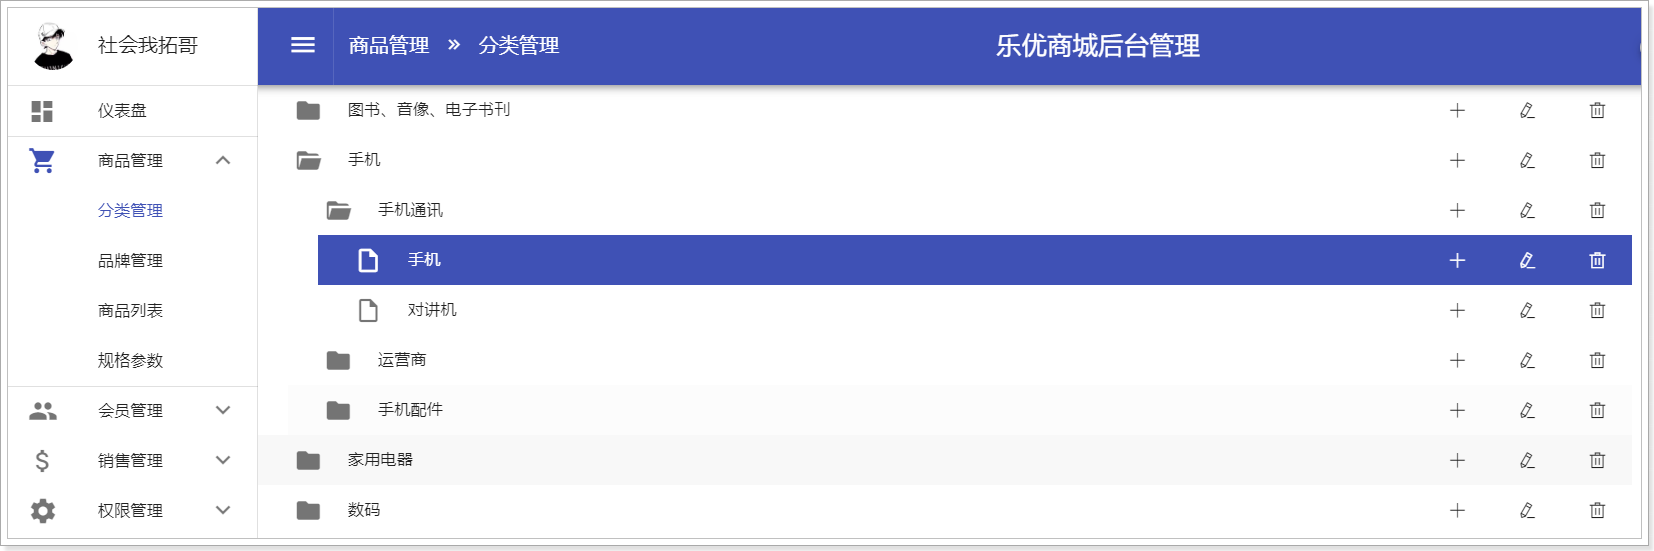 社会我拓哥
商品管理 » 分类管理
乐优商城后台管理
仪表盘
商品管理
分类管理
品牌管理
商品列表
规格参数
会员管理
销售管理
权限管理
图书、音像、电子书刊
手机
手机通讯
手机
对讲机
运营商
手机配件
家用电器
数码